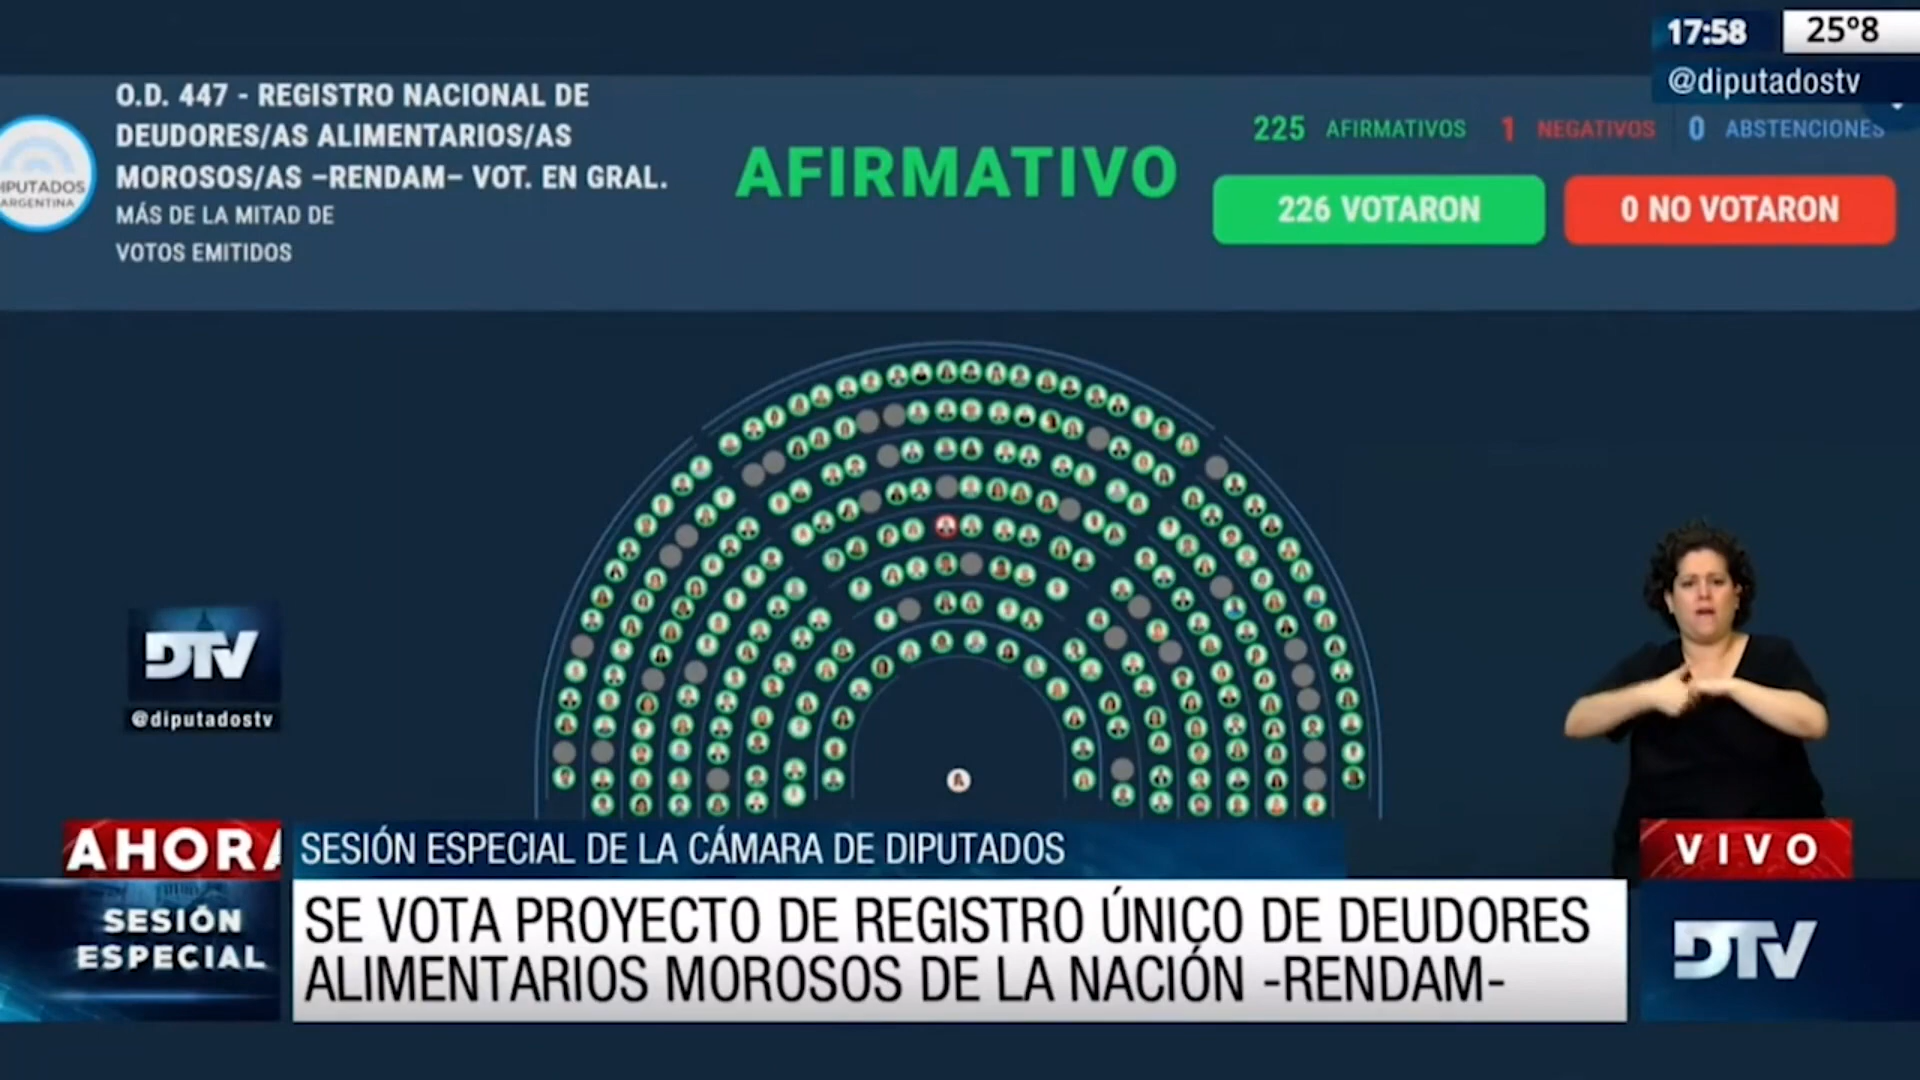 17:58
25°8
@diputadostv
O.D. 447 - REGISTRO NACIONAL DE
DEUDORES/AS ALIMENTARIOS/AS
MOROSOS/AS –RENDAM– VOT. EN GRAL.
MÁS DE LA MITAD DE
VOTOS EMITIDOS
IPUTADOS
ARGENTINA
AFIRMATIVO
225 AFIRMATIVOS 1 NEGATIVOS 0 ABSTENCIONES
226 VOTARON
0 NO VOTARON
DTV
@diputadostv
AHORA
SESIÓN ESPECIAL DE LA CÁMARA DE DIPUTADOS
VIVO
SESIÓN
ESPECIAL
SE VOTA PROYECTO DE REGISTRO ÚNICO DE DEUDORES
ALIMENTARIOS MOROSOS DE LA NACIÓN -RENDAM-
DTV